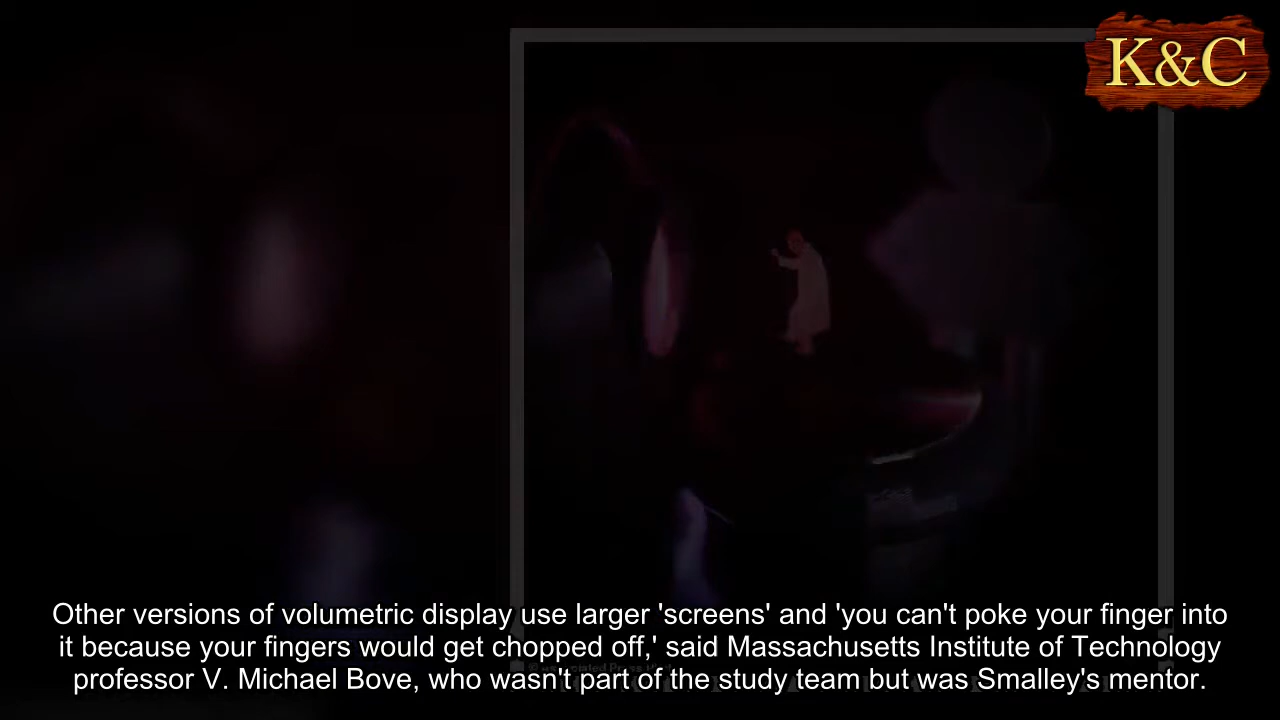 K&C
Other versions of volumetric display use larger 'screens' and 'you can't poke your finger into
it because your fingers would get chopped off,' said Massachusetts Institute of Technology
professor V. Michael Bove, who wasn't part of the study team but was Smalley's mentor.